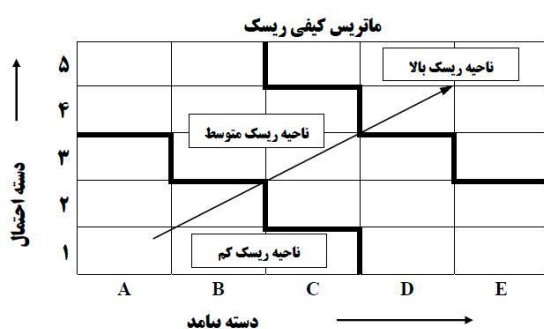 ماتریس کیفی ریسک
۵
ناحیه ریسک بالا
۴
ناحیه ریسک متوسط
۳
دسته احتمال
۲
۱
ناحیه ریسک کم
A B C D E
دسته پیامد